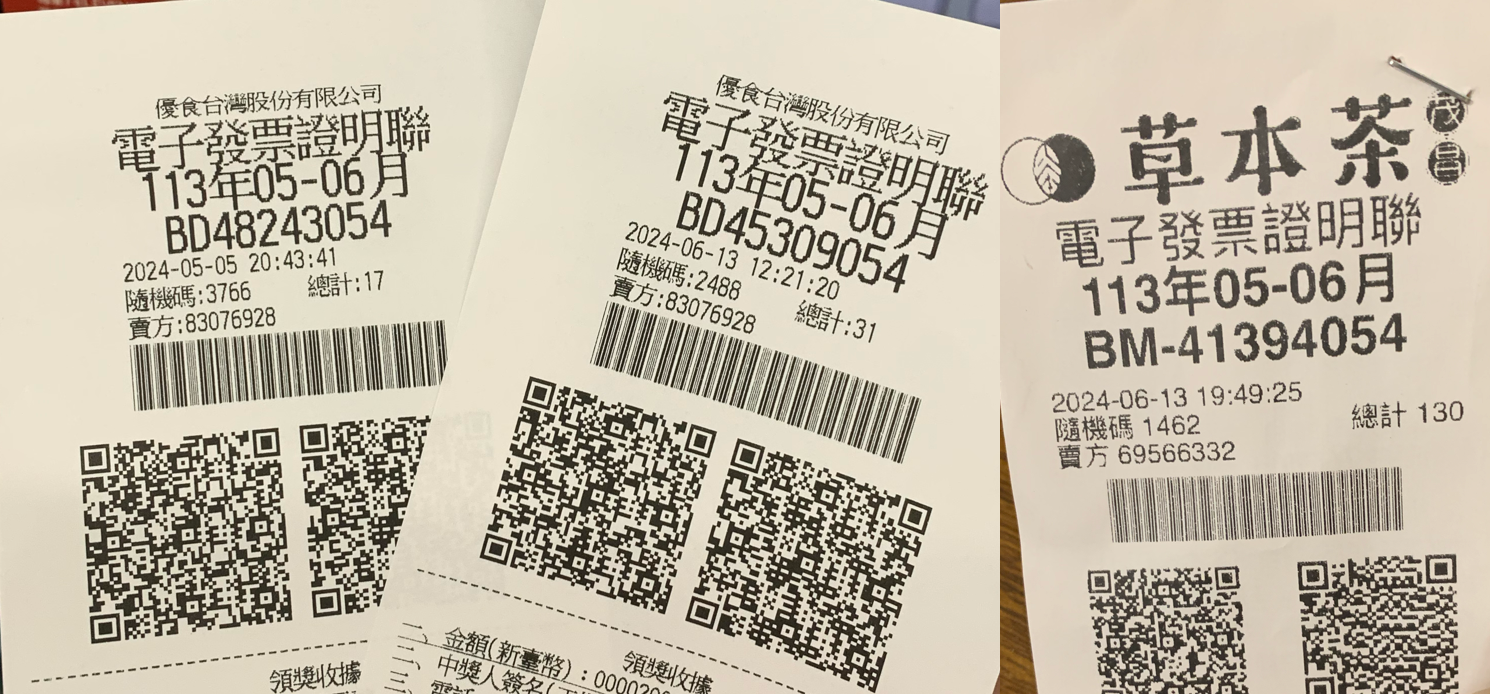 優食台灣股份有限公司
電子發票證明聯
113年05-06月
BD48243054
2024-05-05 20:43:41
隨機碼:3766 總計:17
賣方:83076928
領獎收據
優食台灣股份有限公司
電子發票證明聯
113年05-06月
BD45309054
2024-06-13 12:21:20
隨機碼:2488 總計:31
賣方:83076928
領獎收據
金額(新臺幣):0000200
中獎人簽名(
電話
草本茶 茂昌
電子發票證明聯
113年05-06月
BM-41394054
2024-06-13 19:49:25
隨機碼 1462 總計 130
賣方 69566332